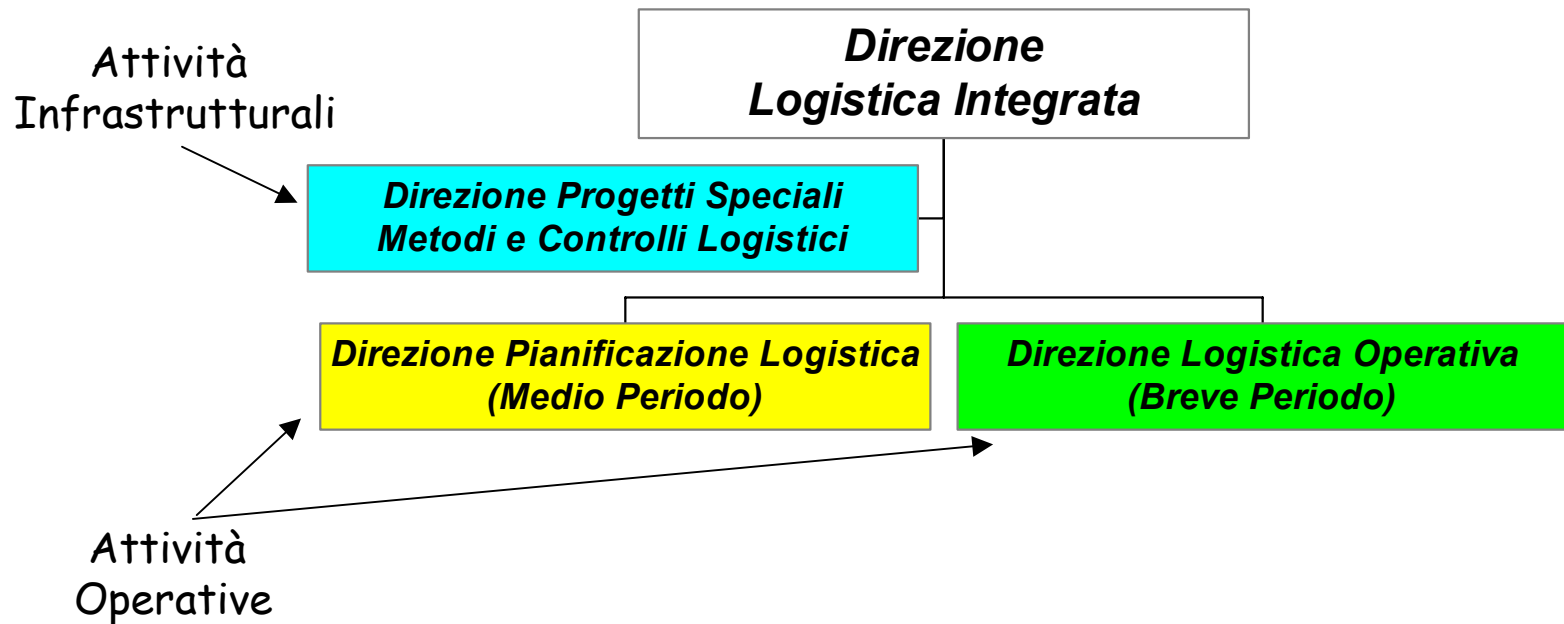 Direzione
Logistica Integrata
Attività
Infrastrutturali
Direzione Progetti Speciali
Metodi e Controlli Logistici
Direzione Pianificazione Logistica
(Medio Periodo)
Direzione Logistica Operativa
(Breve Periodo)
Attività
Operative